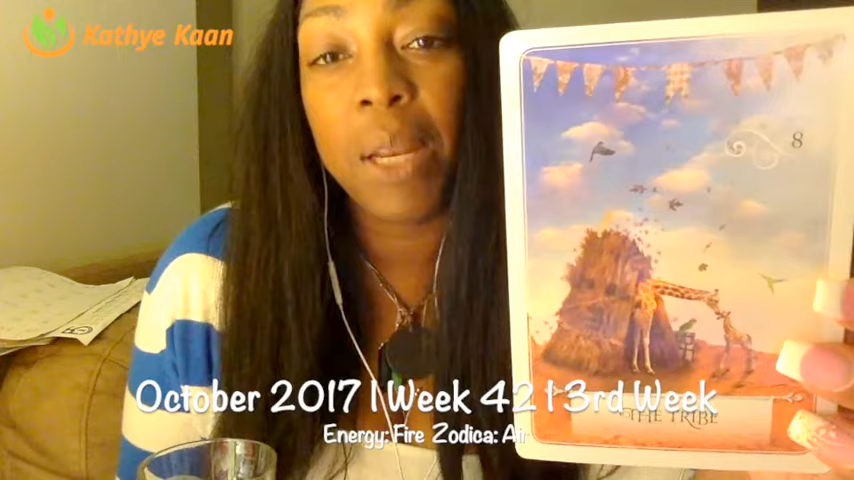 Kathye Kaan
8
October 2017 | Week 42 | 3rd Week
Energy: Fire Zodica: Air
THE TRIBE